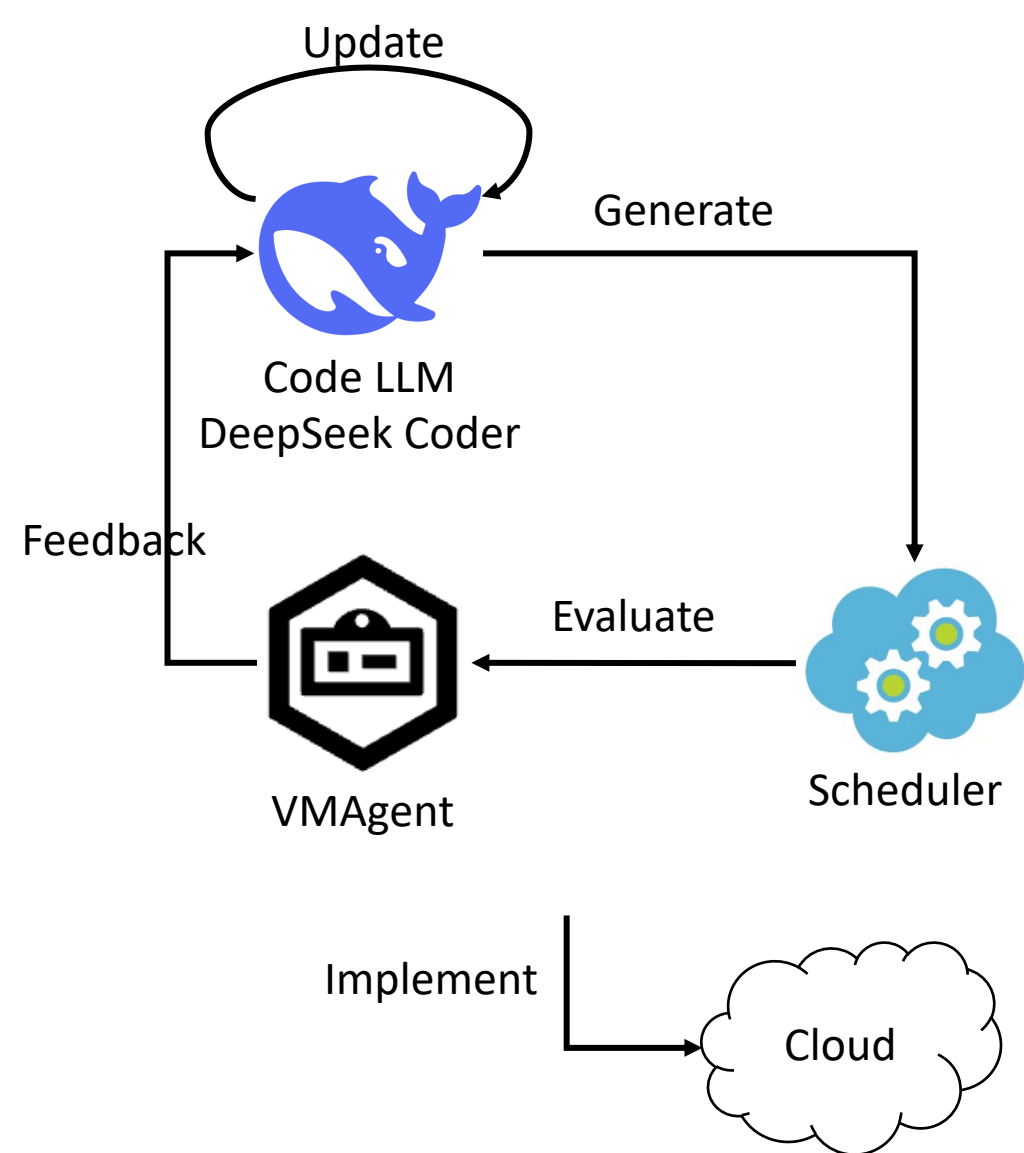 Update
Generate
Code LLM
DeepSeek Coder
Feedback
Evaluate
VMAgent
Scheduler
Implement
Cloud